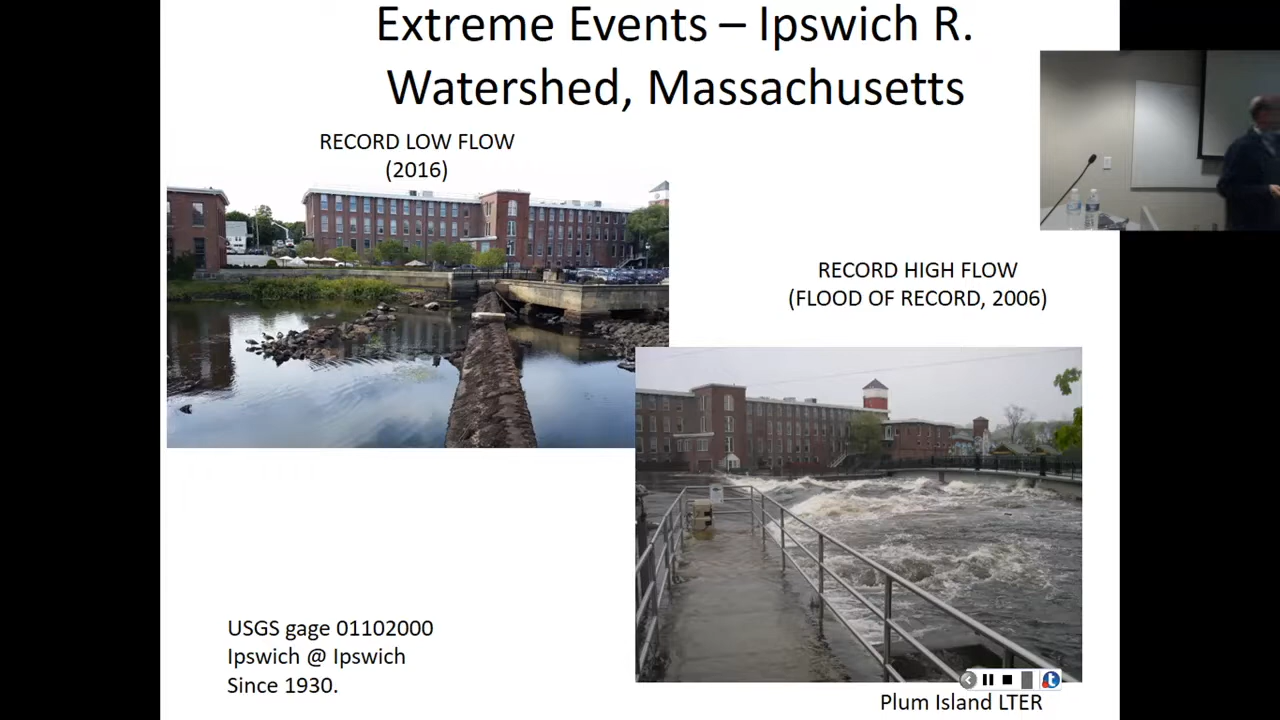 Extreme Events – Ipswich R.
Watershed, Massachusetts
RECORD LOW FLOW
(2016)
RECORD HIGH FLOW
(FLOOD OF RECORD, 2006)
USGS gage 01102000
Ipswich @ Ipswich
Since 1930.
Plum Island LTER